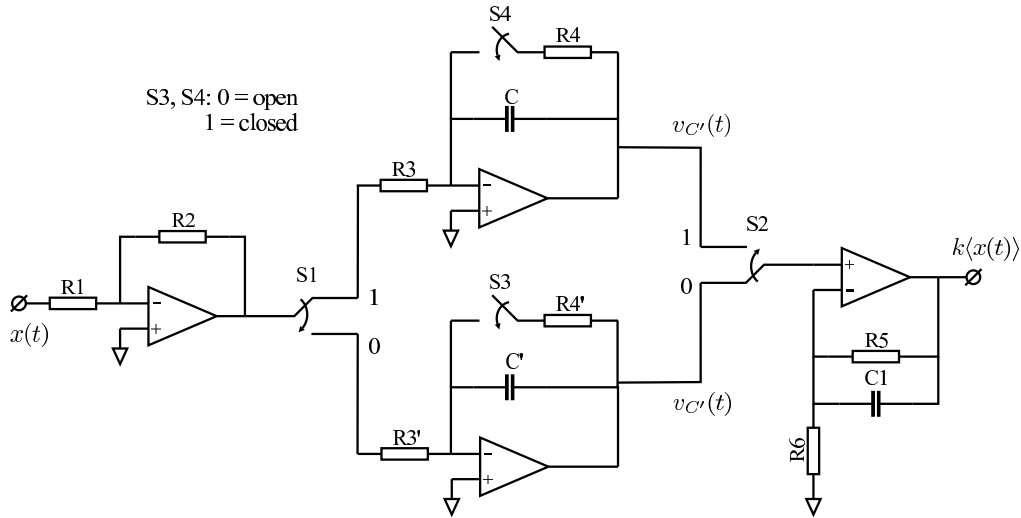 S4
R4
S3, S4: 0 = open
1 = closed
C
v_{C'}(t)
R3
-
+
R2
S2
1
k⟨x(t)⟩
S1
R1
-
+
1
0
+
-
x(t)
S3
R4'
0
R5
C'
C1
v_{C'}(t)
R3'
-
+
R6